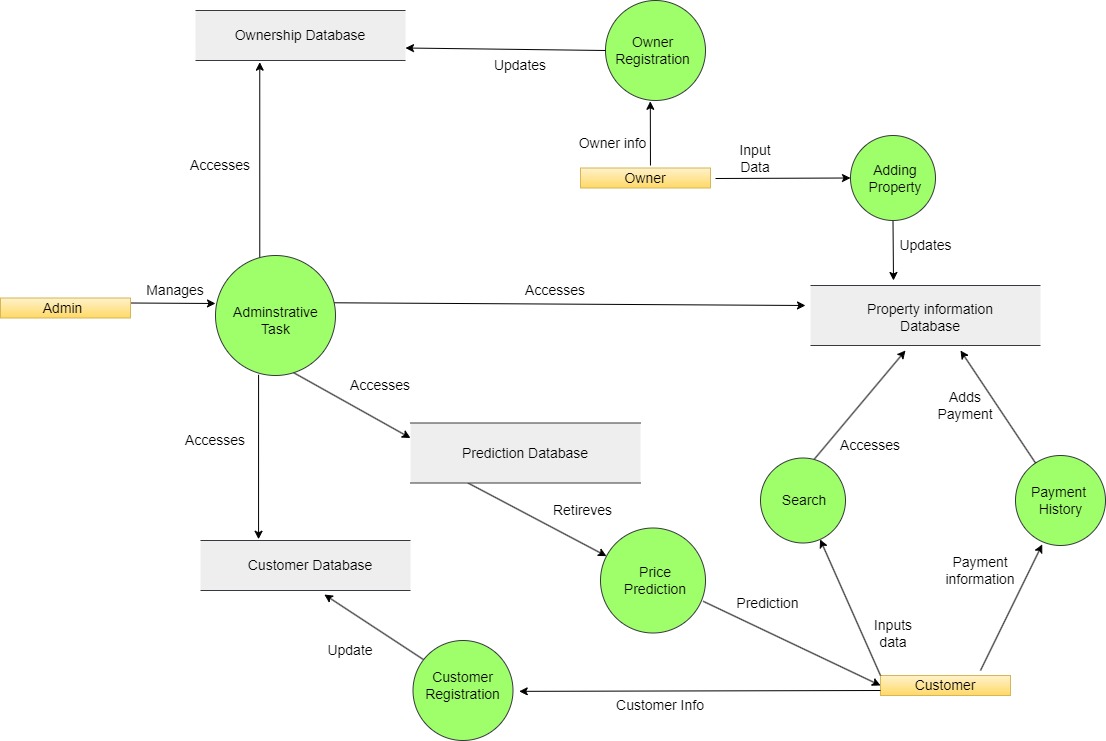 Ownership Database
Owner
Registration
Updates
Owner info
Input
Data
Accesses
Owner
Adding
Property
Updates
Manages
Accesses
Admin
Adminstrative
Task
Property information
Database
Accesses
Adds
Payment
Accesses
Accesses
Prediction Database
Search
Payment
History
Retireves
Customer Database
Price
Prediction
Payment
information
Prediction
Inputs
data
Update
Customer
Registration
Customer
Customer Info